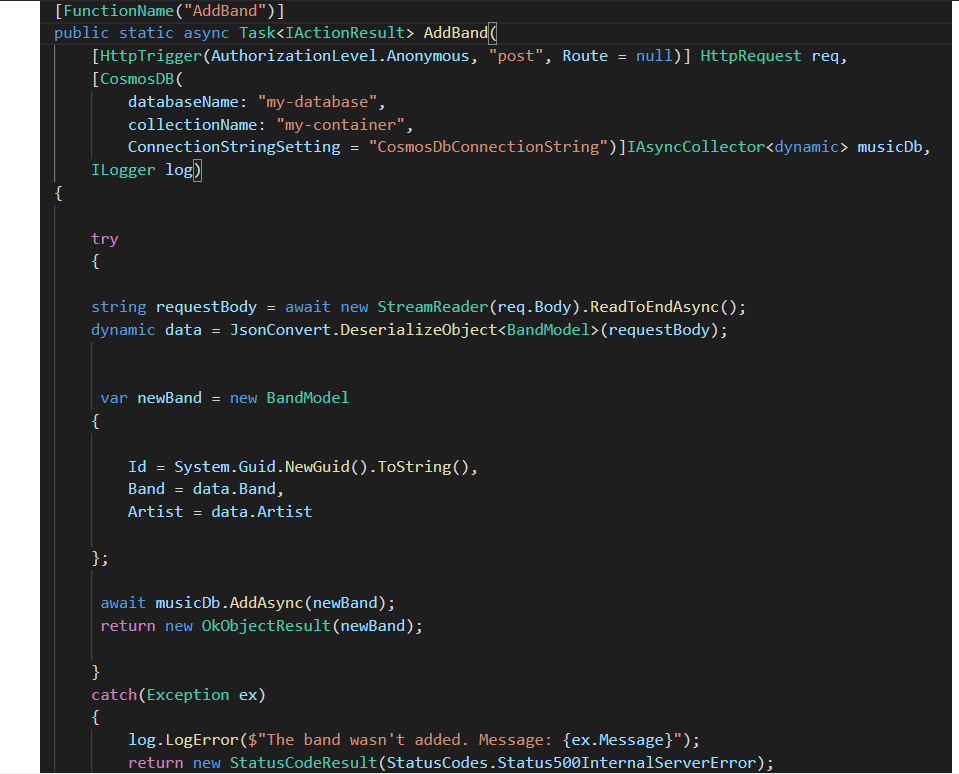 [FunctionName("AddBand")]
public static async Task<IActionResult> AddBand(
[HttpTrigger(AuthorizationLevel.Anonymous, "post", Route = null)] HttpRequest req,
[CosmosDB(
databaseName: "my-database",
collectionName: "my-container",
ConnectionStringSetting = "CosmosDbConnectionString")]IAsyncCollector<dynamic> musicDb,
ILogger log)
{
try
{
string requestBody = await new StreamReader(req.Body).ReadToEndAsync();
dynamic data = JsonConvert.DeserializeObject<BandModel>(requestBody);
var newBand = new BandModel
{
Id = System.Guid.NewGuid().ToString(),
Band = data.Band,
Artist = data.Artist
};
await musicDb.AddAsync(newBand);
return new OkObjectResult(newBand);
}
catch(Exception ex)
{
log.LogError($"The band wasn't added. Message: {ex.Message}");
return new StatusCodeResult(StatusCodes.Status500InternalServerError);